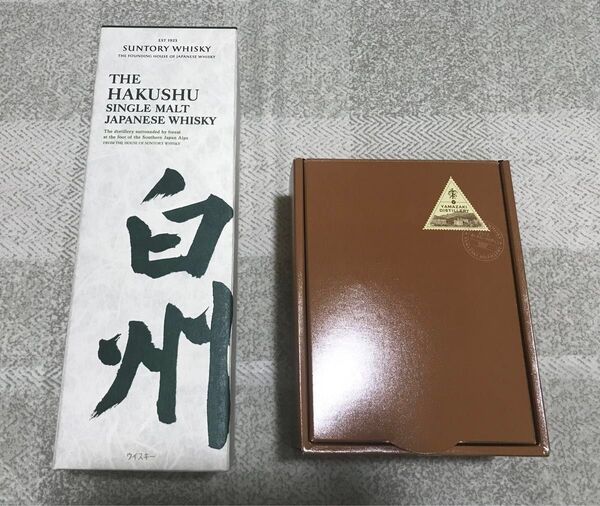 EST 1923
SUNTORY WHISKY
THE FOUNDING HOUSE OF JAPANESE WHISKY
THE
HAKUSHU
SINGLE MALT
JAPANESE WHISKY
The distillery surrounded by forest
at the foot of the Southern Japan Alps
FROM THE HOUSE OF SUNTORY WHISKY
白州
ウイスキー
YAMAZAKI
DISTILLERY